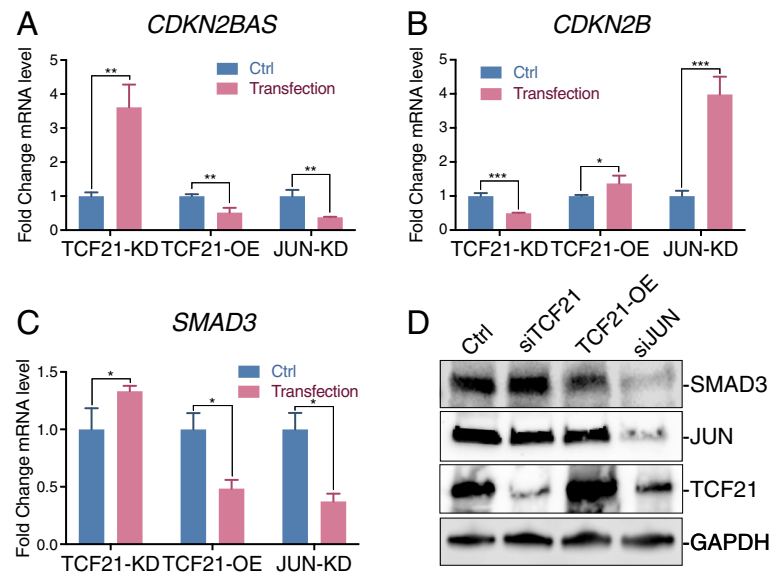 A
CDKN2BAS
Fold Change mRNA level
5
4
3
2
1
0
Ctrl
Transfection
**
**
**
TCF21-KD TCF21-OE JUN-KD
B
CDKN2B
Fold Change mRNA level
5
4
3
2
1
0
Ctrl
Transfection
***
*
***
TCF21-KD TCF21-OE JUN-KD
C
SMAD3
Fold Change mRNA level
1.5
1.0
0.5
0.0
Ctrl
Transfection
*
*
*
TCF21-KD TCF21-OE JUN-KD
D
Ctrl
siTCF21
TCF21-OE
siJUN
-SMAD3
-JUN
-TCF21
-GAPDH